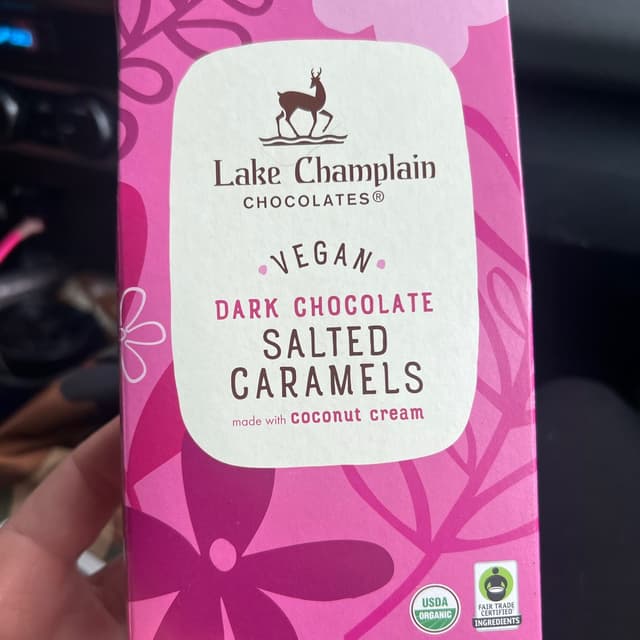 Lake Champlain
CHOCOLATES®
VEGAN
DARK CHOCOLATE
SALTED
CARAMELS
made with coconut cream
USDA
ORGANIC
FAIR TRADE
CERTIFIED
INGREDIENTS